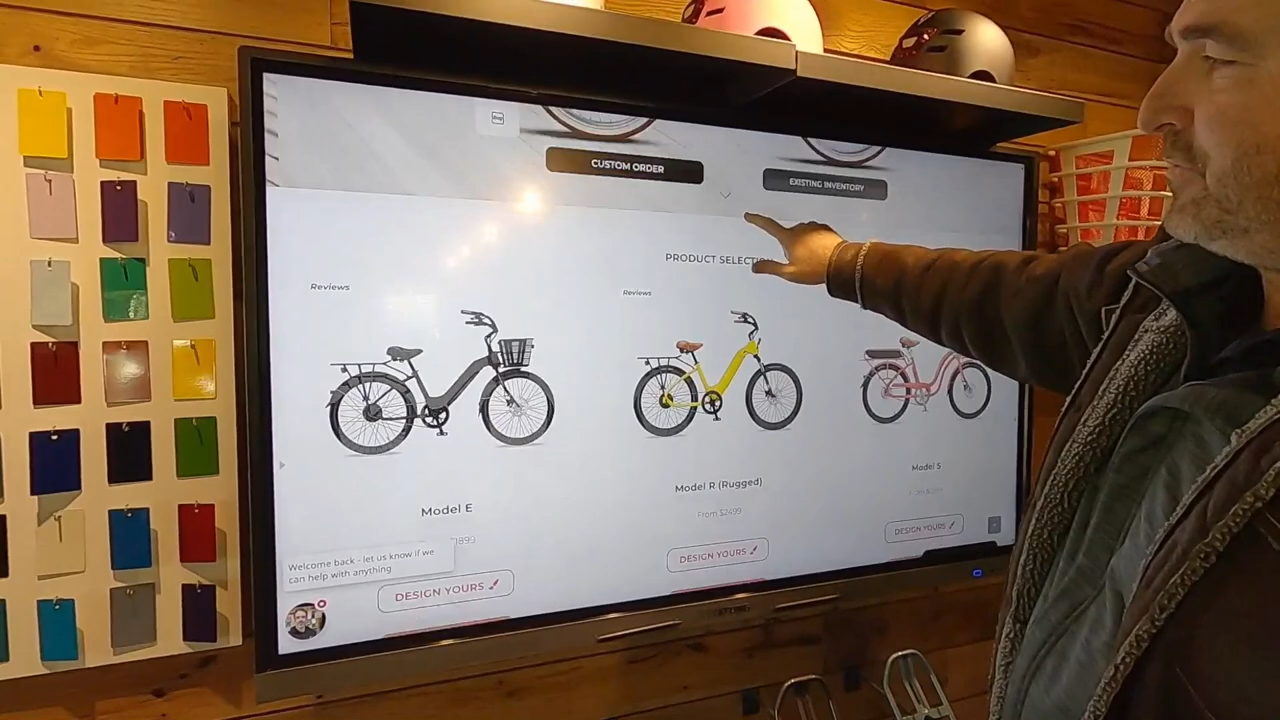 CUSTOM ORDER
EXISTING INVENTORY
PRODUCT SELECTION
Reviews
Reviews
Model E
Model R (Rugged)
From $2499
Model S
DESIGN YOURS
DESIGN YOURS
DESIGN YOURS
Welcome back - let us know if we
can help with anything